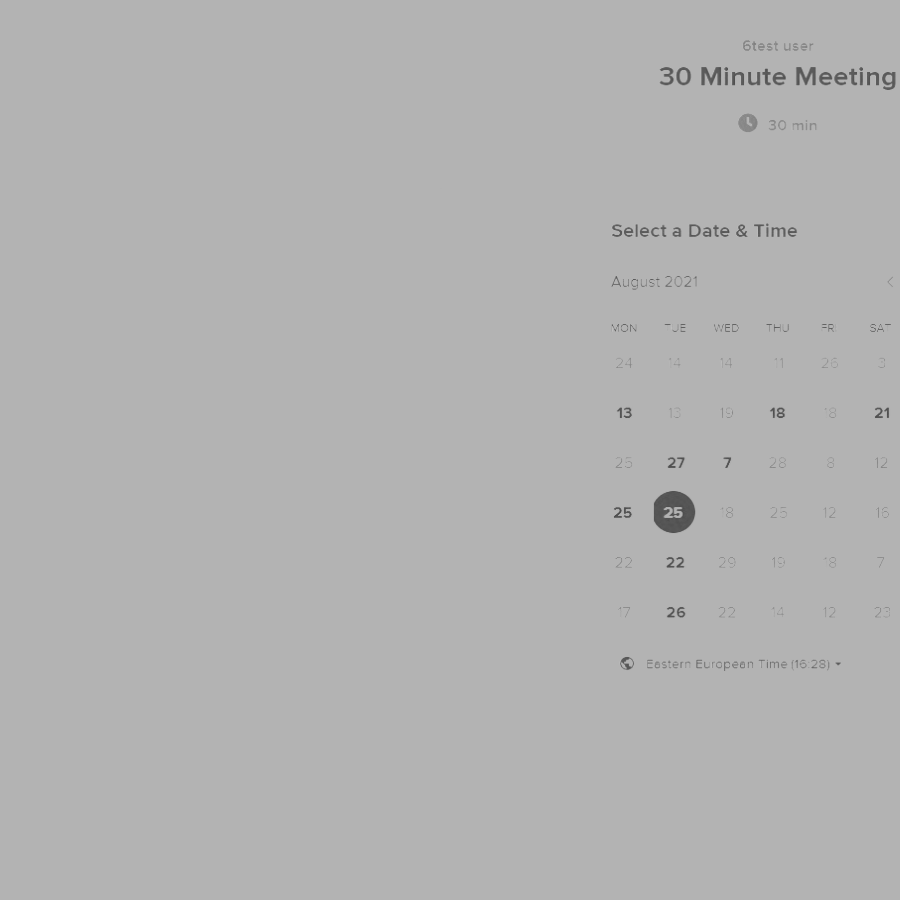 6test user
30 Minute Meeting
30 min
Select a Date & Time
August 2021
MON TUE WED THU FRI SAT
24 14 14 11 26 3
13 13 19 18 18 21
25 27 7 28 8 12
25 25 18 25 12 16
22 22 29 19 18 7
17 26 22 14 12 23
Eastern European Time (16:28)